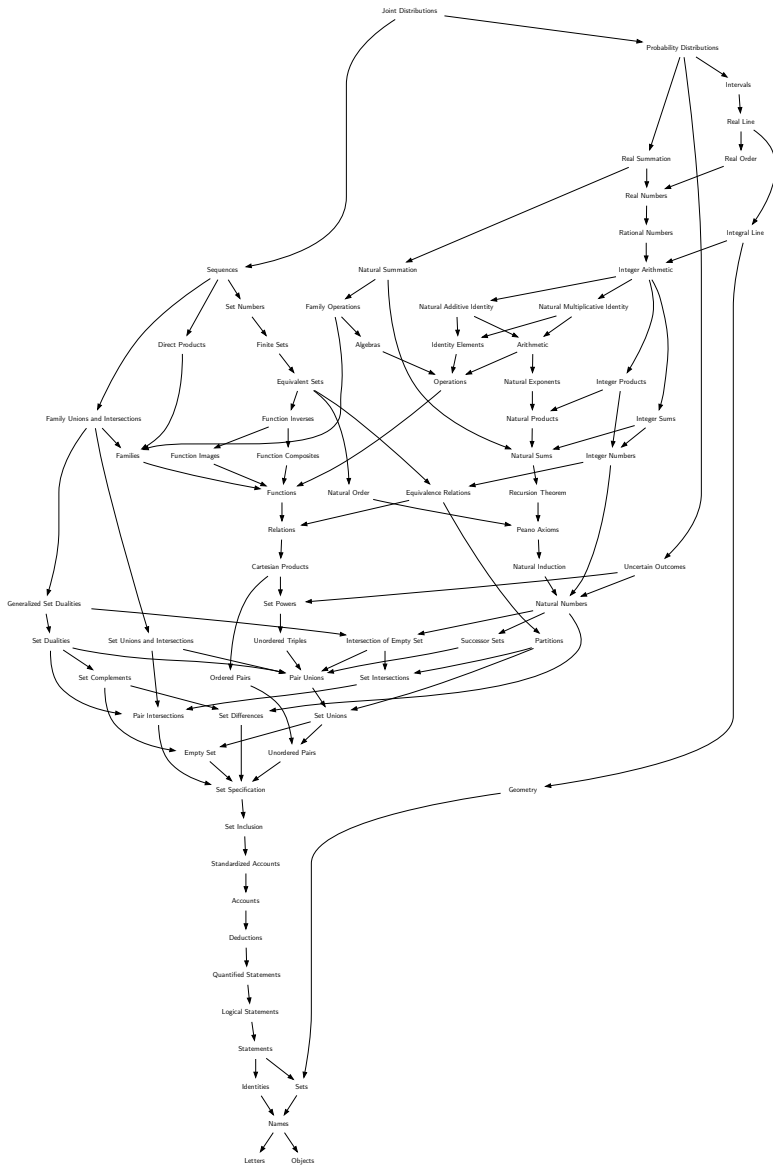 Joint Distributions
Probability Distributions
Intervals
Real Line
Real Summation
Real Order
Real Numbers
Rational Numbers
Integral Line
Sequences
Natural Summation
Integer Arithmetic
Set Numbers
Family Operations
Natural Additive Identity
Natural Multiplicative Identity
Direct Products
Finite Sets
Algebras
Identity Elements
Arithmetic
Equivalent Sets
Operations
Natural Exponents
Integer Products
Family Unions and Intersections
Function Inverses
Natural Products
Integer Sums
Families
Function Images
Function Composites
Natural Sums
Integer Numbers
Functions
Natural Order
Equivalence Relations
Recursion Theorem
Relations
Peano Axioms
Cartesian Products
Natural Induction
Uncertain Outcomes
Generalized Set Dualities
Set Powers
Natural Numbers
Set Dualities
Set Unions and Intersections
Unordered Triples
Intersection of Empty Set
Successor Sets
Partitions
Set Complements
Ordered Pairs
Pair Unions
Set Intersections
Pair Intersections
Set Differences
Set Unions
Empty Set
Unordered Pairs
Set Specification
Geometry
Set Inclusion
Standardized Accounts
Accounts
Deductions
Quantified Statements
Logical Statements
Statements
Identities
Sets
Names
Letters
Objects